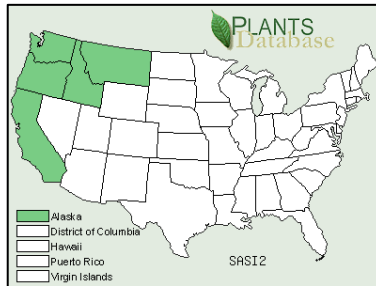 PLANTS
Database
Alaska
District of Columbia
Hawaii
Puerto Rico
Virgin Islands
SASI2